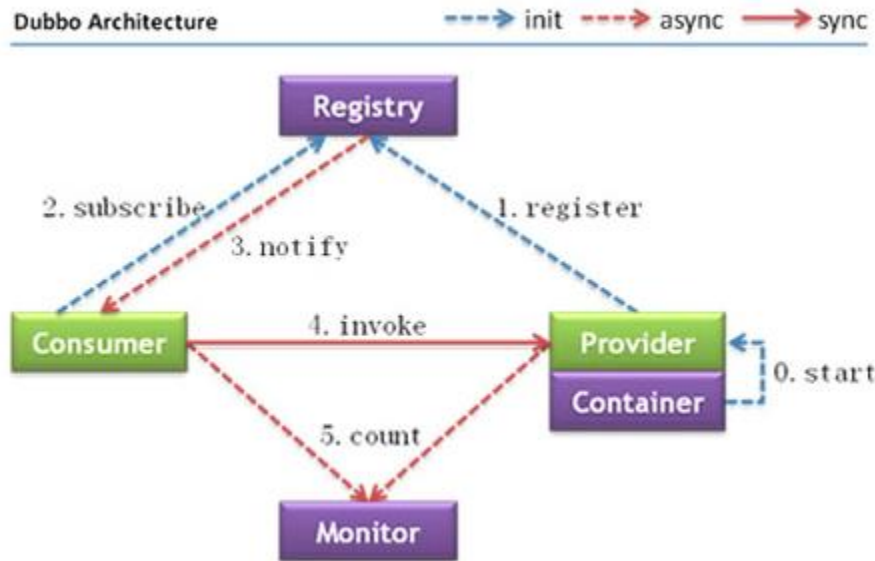 Dubbo Architecture
init
async
sync
Registry
2. subscribe
1. register
3. notify
4. invoke
Consumer
Provider
0. start
Container
5. count
Monitor